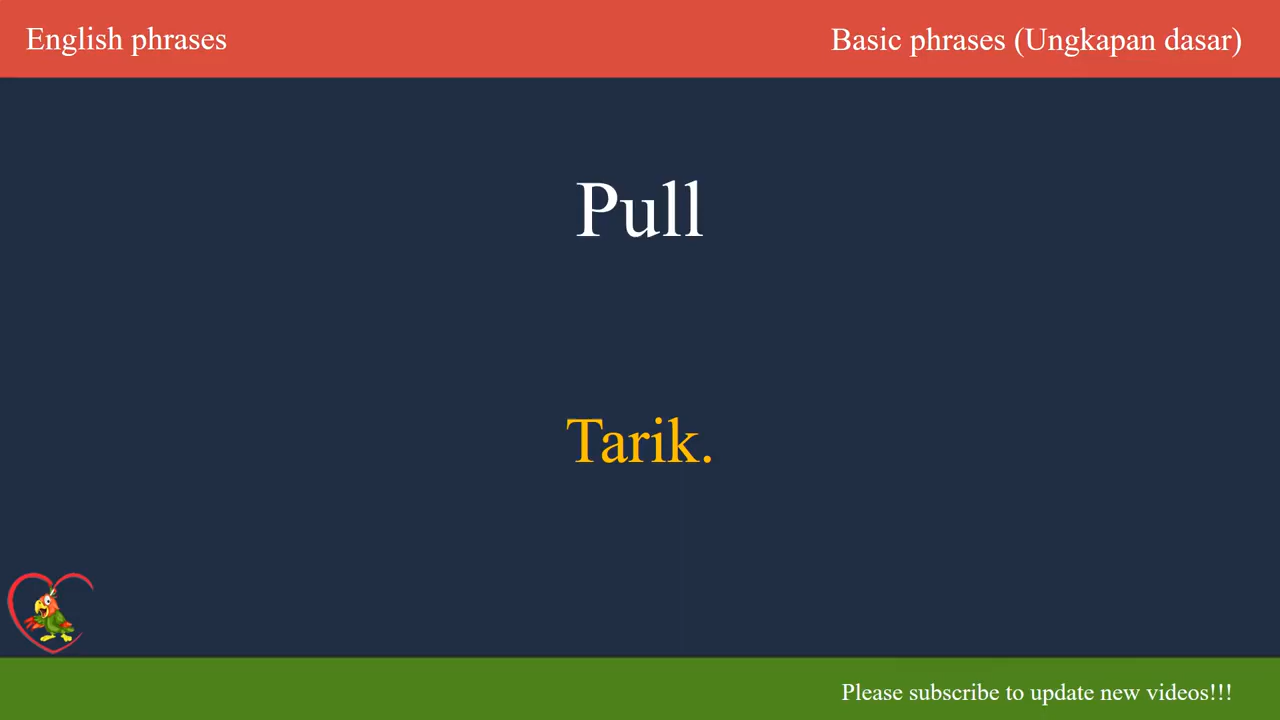 English phrases
Basic phrases (Ungkapan dasar)
Pull
Tarik.
Please subscribe to update new videos!!!